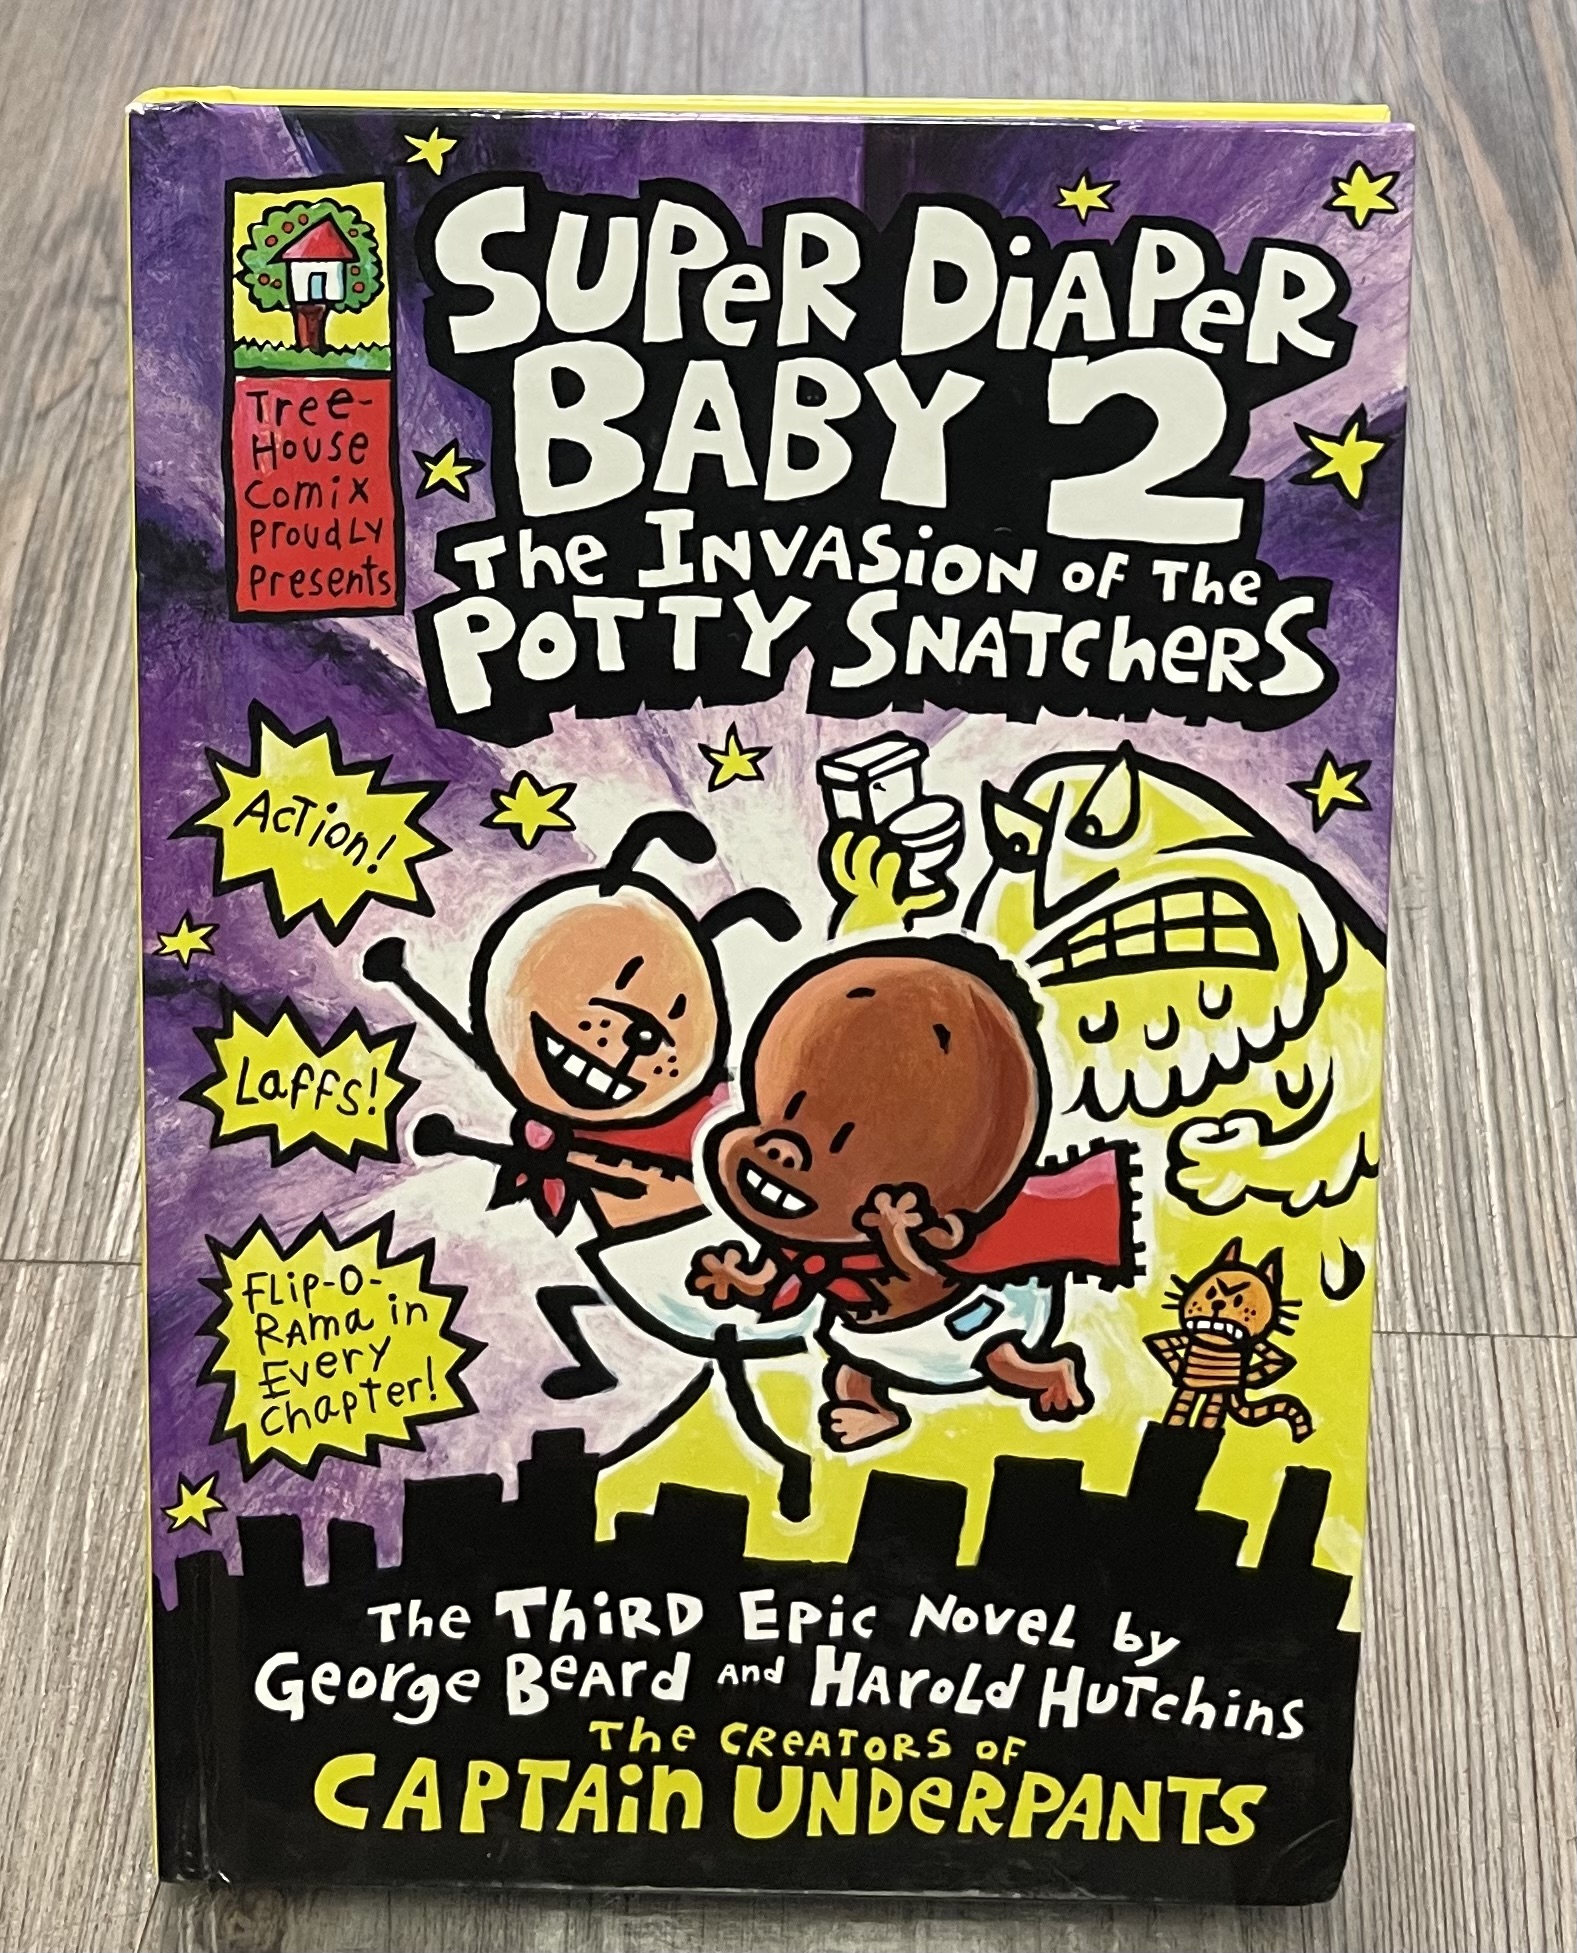 Tree-
House
Comix
Proudly
Presents
Super Diaper
Baby 2
The Invasion of the
Potty Snatchers
Action!
Laffs!
Flip-O-
Rama in
Every
Chapter!
The Third Epic Novel by
George Beard and Harold Hutchins
The Creators of
Captain Underpants